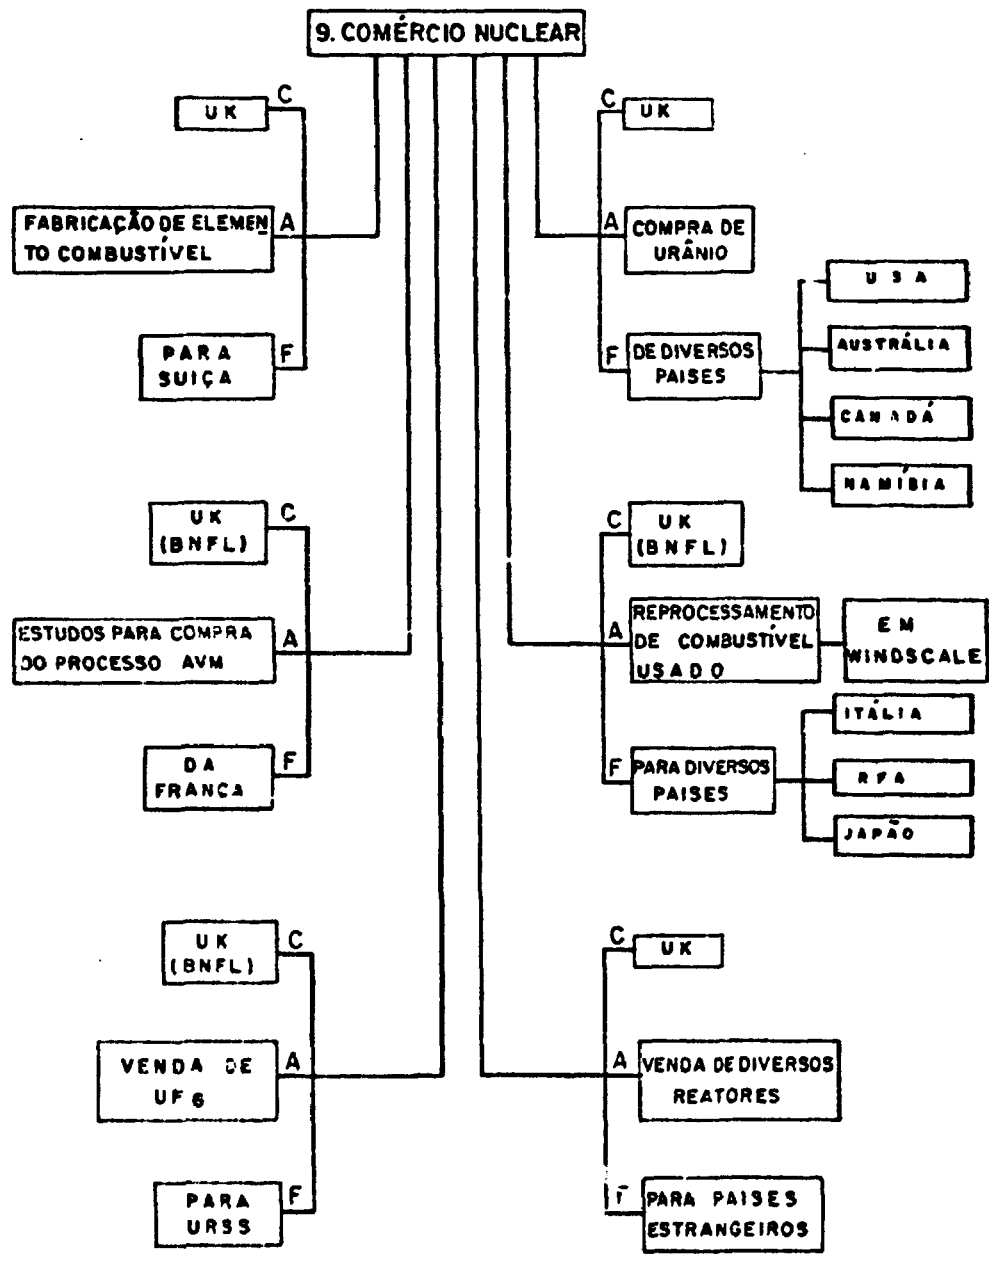 9. COMÉRCIO NUCLEAR
C
UK
A
FABRICAÇÃO DE ELEMEN
TO COMBUSTÍVEL
F
PARA
SUIÇA
C
UK
(BNFL)
A
ESTUDOS PARA COMPRA
DO PROCESSO AVM
F
DA
FRANÇA
C
UK
(BNFL)
A
VENDA DE
UF6
F
PARA
URSS
C
UK
A
COMPRA DE
URÂNIO
F
DE DIVERSOS
PAISES
USA
AUSTRÁLIA
CANADÁ
NAMÍBIA
C
UK
(BNFL)
A
REPROCESSAMENTO
DE COMBUSTÍVEL
USADO
EM
WINDSCALE
F
PARA DIVERSOS
PAISES
ITÁLIA
RFA
JAPÃO
C
UK
A
VENDA DE DIVERSOS
REATORES
F
PARA PAISES
ESTRANGEIROS